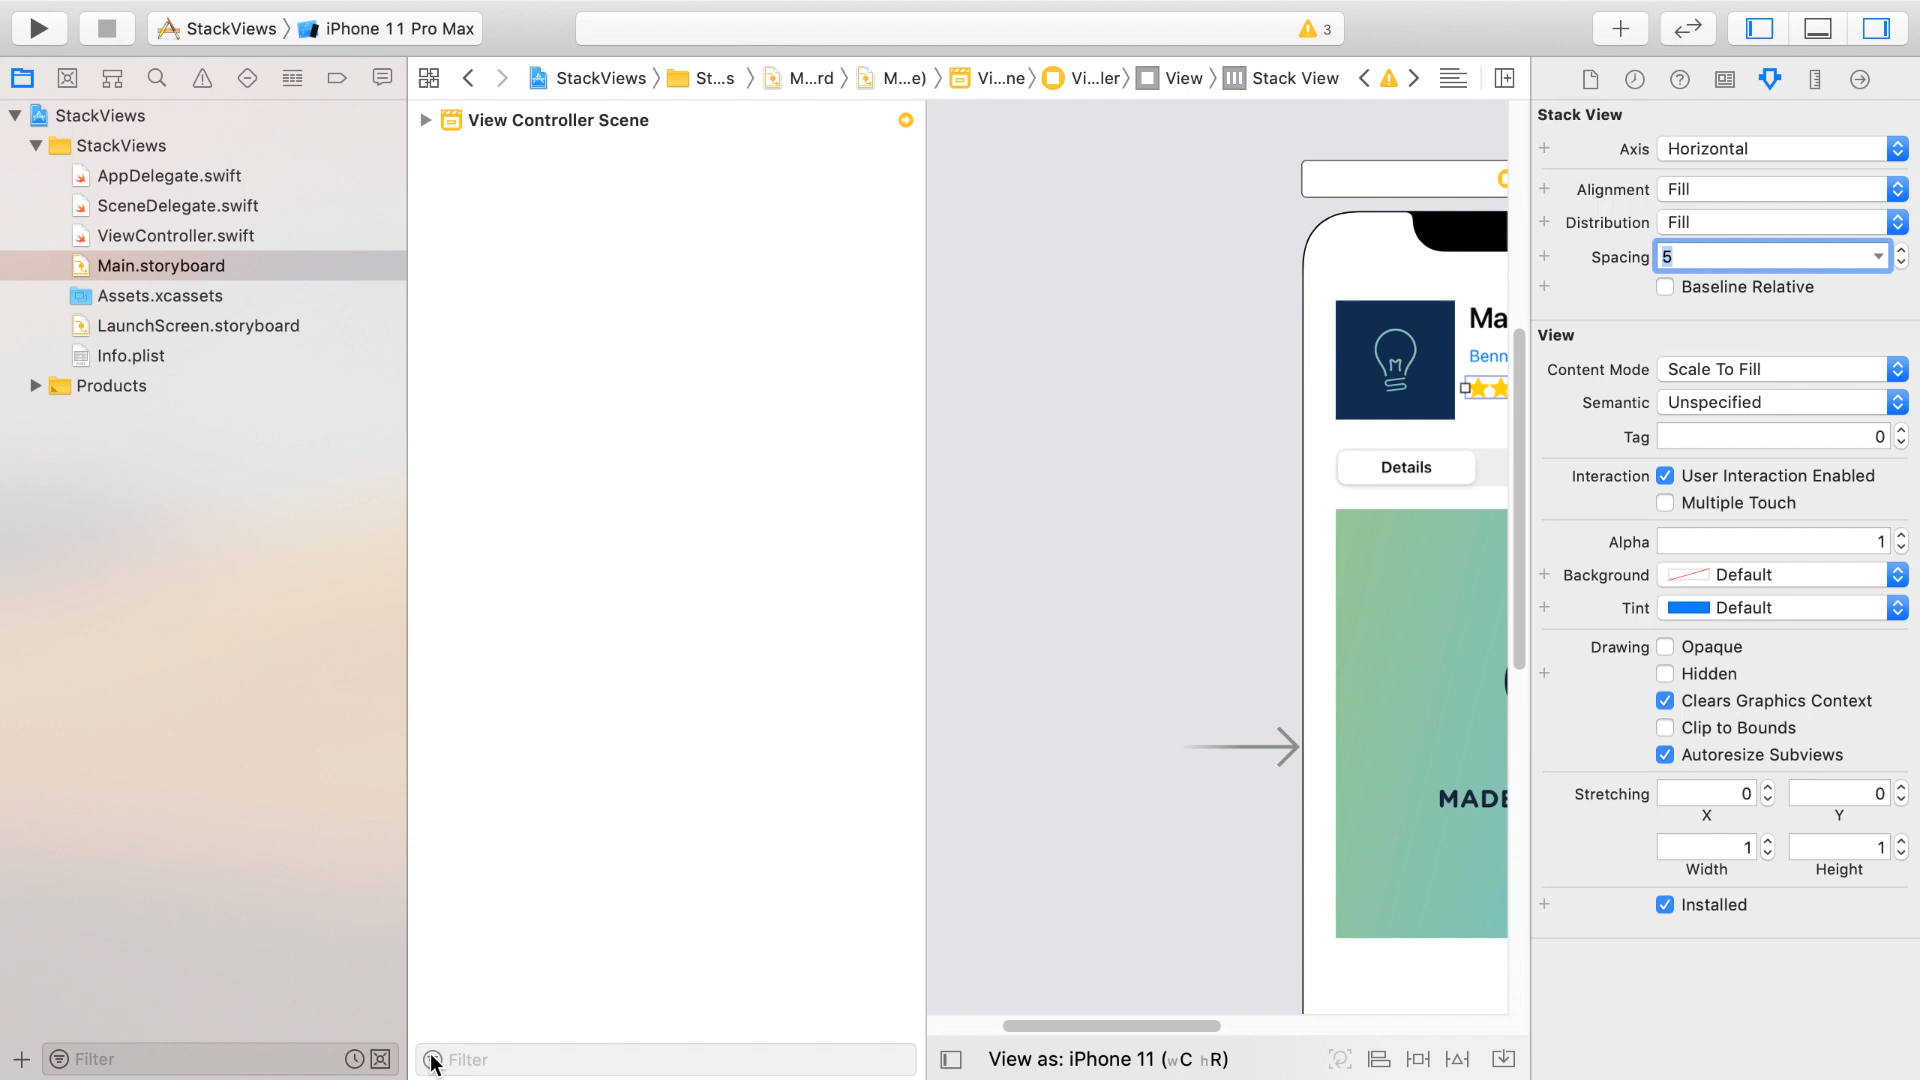 StackViews 〉 iPhone 11 Pro Max
3
StackViews 〉 St...s 〉 M...rd 〉 M...e) 〉 Vi...ne 〉 Vi...ler 〉 View 〉 Stack View
StackViews
StackViews
AppDelegate.swift
SceneDelegate.swift
ViewController.swift
Main.storyboard
Assets.xcassets
LaunchScreen.storyboard
Info.plist
Products
Filter
View Controller Scene
Filter
Ma
Benn
M
Details
MADE
View as: iPhone 11 (wC hR)
Stack View
Axis Horizontal
Alignment Fill
Distribution Fill
Spacing 5
Baseline Relative
View
Content Mode Scale To Fill
Semantic Unspecified
Tag 0
Interaction User Interaction Enabled
Multiple Touch
Alpha 1
Background Default
Tint Default
Drawing Opaque
Hidden
Clears Graphics Context
Clip to Bounds
Autoresize Subviews
Stretching 0 0
X Y
1 1
Width Height
Installed